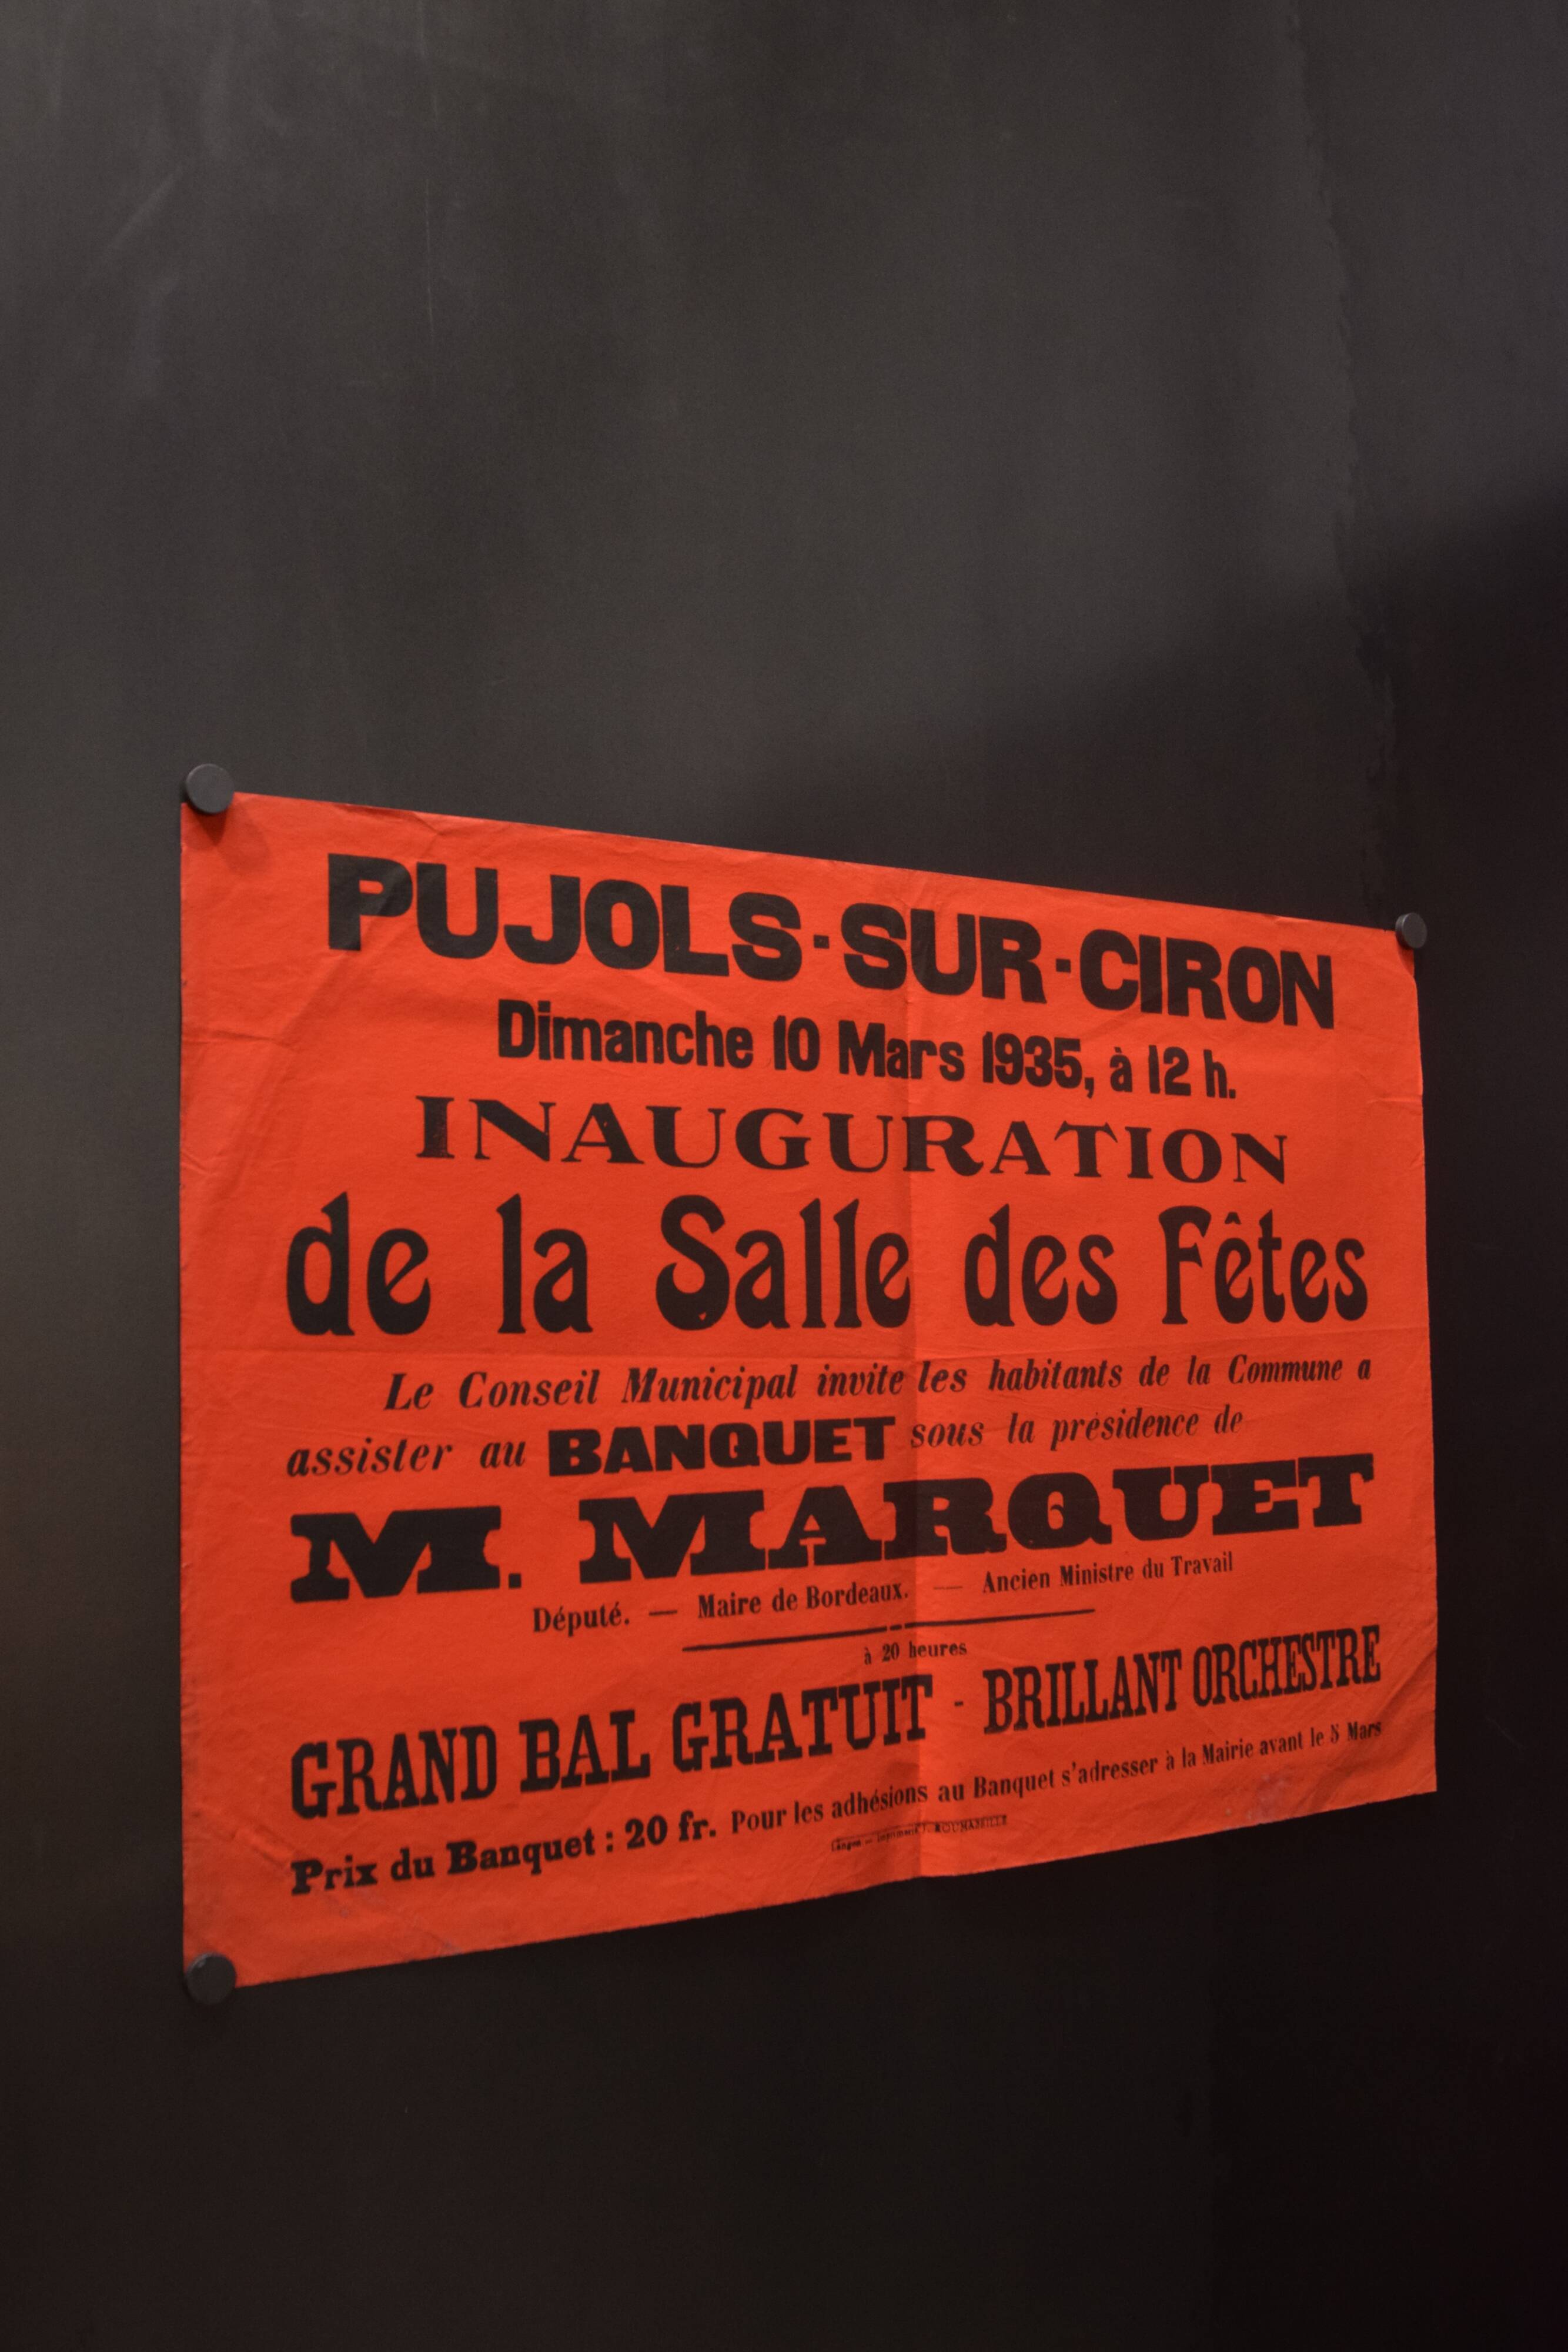 PUJOLS-SUR-CIRON
Dimanche 10 Mars 1935, à 12 h.
INAUGURATION
de la Salle des Fêtes
Le Conseil Municipal invite les habitants de la Commune a
assister au BANQUET sous la présidence de
M. MARQUET
Député. — Maire de Bordeaux. — Ancien Ministre du Travail
à 20 heures
GRAND BAL GRATUIT - BRILLANT ORCHESTRE
Prix du Banquet : 20 fr. Pour les adhésions au Banquet s'adresser à la Mairie avant le 8 Mars
Langon — Imprimerie